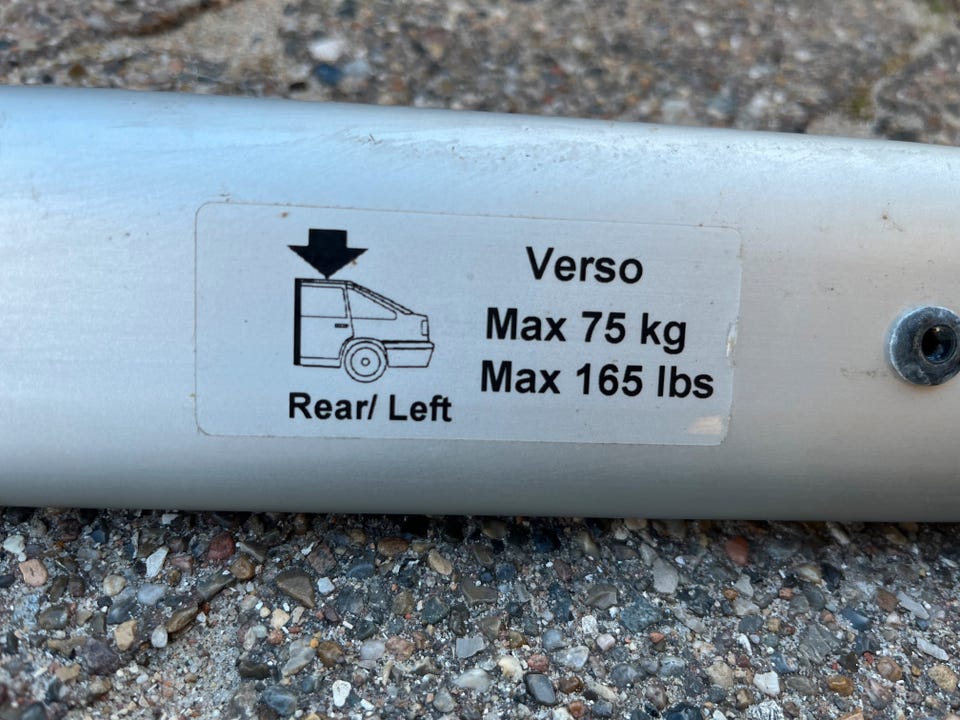 Verso
Max 75 kg
Max 165 lbs
Rear/ Left